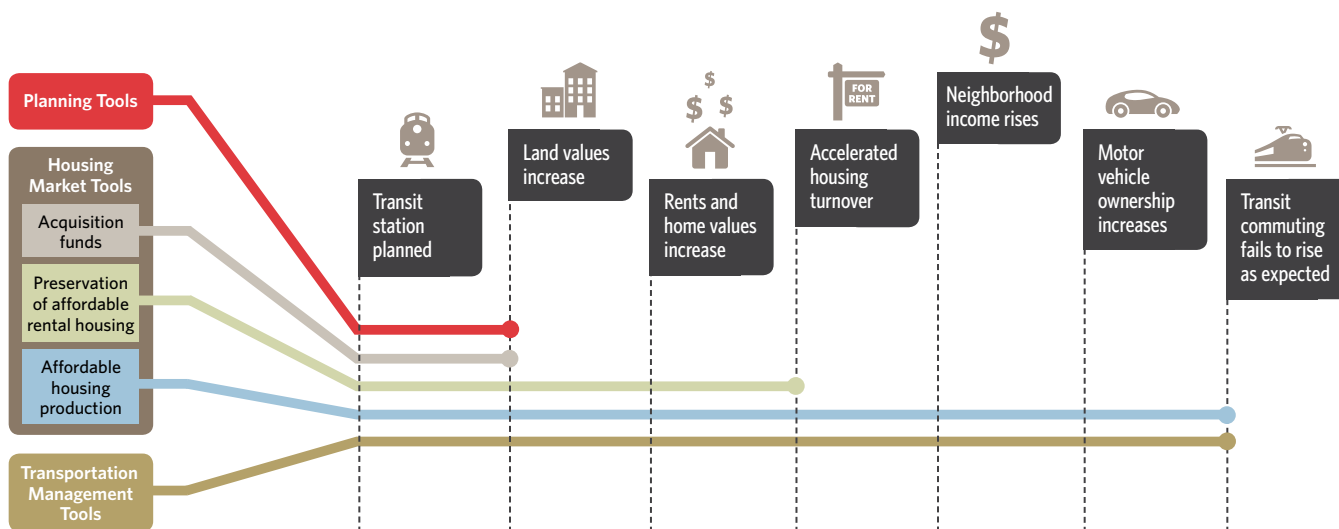 Planning Tools
Housing
Market Tools
Acquisition
funds
Preservation
of affordable
rental housing
Affordable
housing
production
Transportation
Management
Tools
Transit
station
planned
Land values
increase
$
$ $
Rents and
home values
increase
FOR
RENT
Accelerated
housing
turnover
$
Neighborhood
income rises
Motor
vehicle
ownership
increases
Transit
commuting
fails to rise
as expected